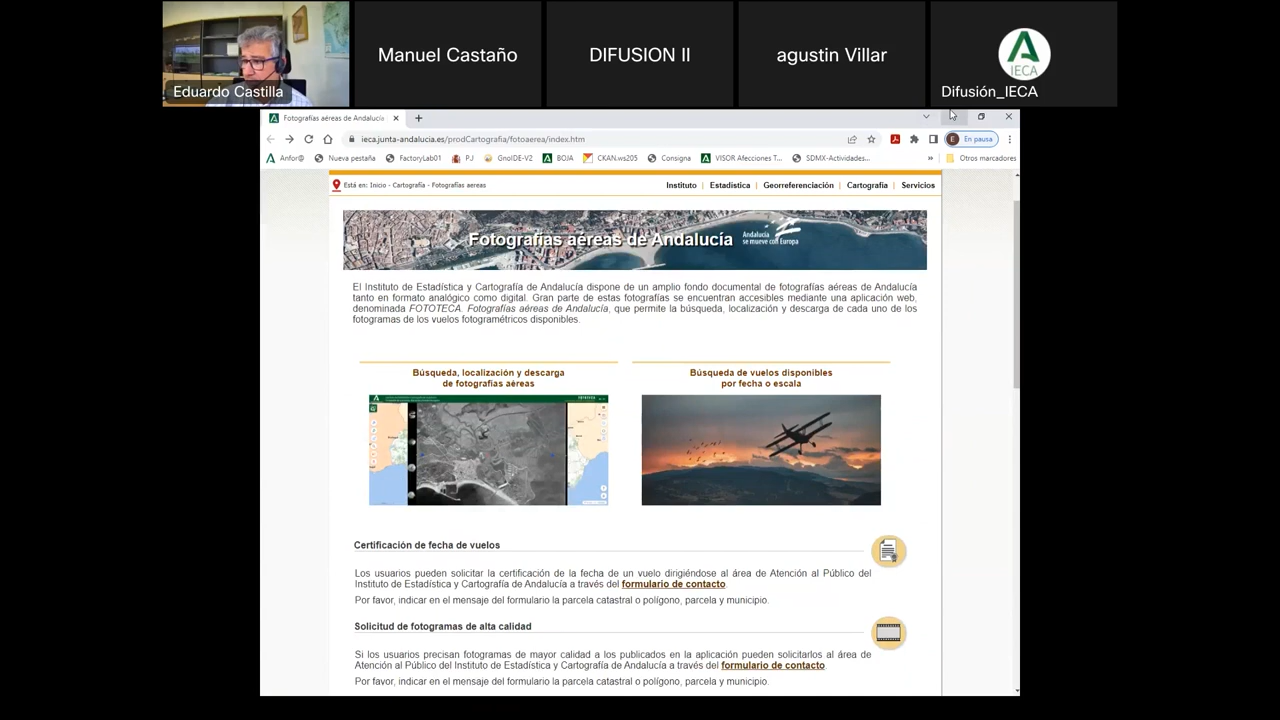 Eduardo Castilla
Manuel Castaño
DIFUSION II
agustin Villar
IECA
Difusión_IECA
Fotografías aéreas de Andalucía
ieca.junta-andalucia.es/prodCartografia/fotoaerea/index.htm
En pausa
Anfor@
Nueva pestaña
FactoryLab01
PJ
GnoIDE-V2
BOJA
CKAN.ws205
Consigna
VISOR Afecciones T...
SDMX-Actividades...
»
Otros marcadores
Está en: Inicio - Cartografía - Fotografías aereas
Instituto | Estadística | Georreferenciación | Cartografía | Servicios
Fotografías aéreas de Andalucía
Andalucía
se mueve con Europa
El Instituto de Estadística y Cartografía de Andalucía dispone de un amplio fondo documental de fotografías aéreas de Andalucía
tanto en formato analógico como digital. Gran parte de estas fotografías se encuentran accesibles mediante una aplicación web,
denominada FOTOTECA. Fotografías aéreas de Andalucía, que permite la búsqueda, localización y descarga de cada uno de los
fotogramas de los vuelos fotogramétricos disponibles.
Búsqueda, localización y descarga
de fotografías aéreas
Búsqueda de vuelos disponibles
por fecha o escala
Certificación de fecha de vuelos
Los usuarios pueden solicitar la certificación de la fecha de un vuelo dirigiéndose al área de Atención al Público del
Instituto de Estadística y Cartografía de Andalucía a través del formulario de contacto
Por favor, indicar en el mensaje del formulario la parcela catastral o polígono, parcela y municipio.
Solicitud de fotogramas de alta calidad
Si los usuarios precisan fotogramas de mayor calidad a los publicados en la aplicación pueden solicitarlos al área de
Atención al Público del Instituto de Estadística y Cartografía de Andalucía a través del formulario de contacto.
Por favor, indicar en el mensaje del formulario la parcela catastral o polígono, parcela y municipio.